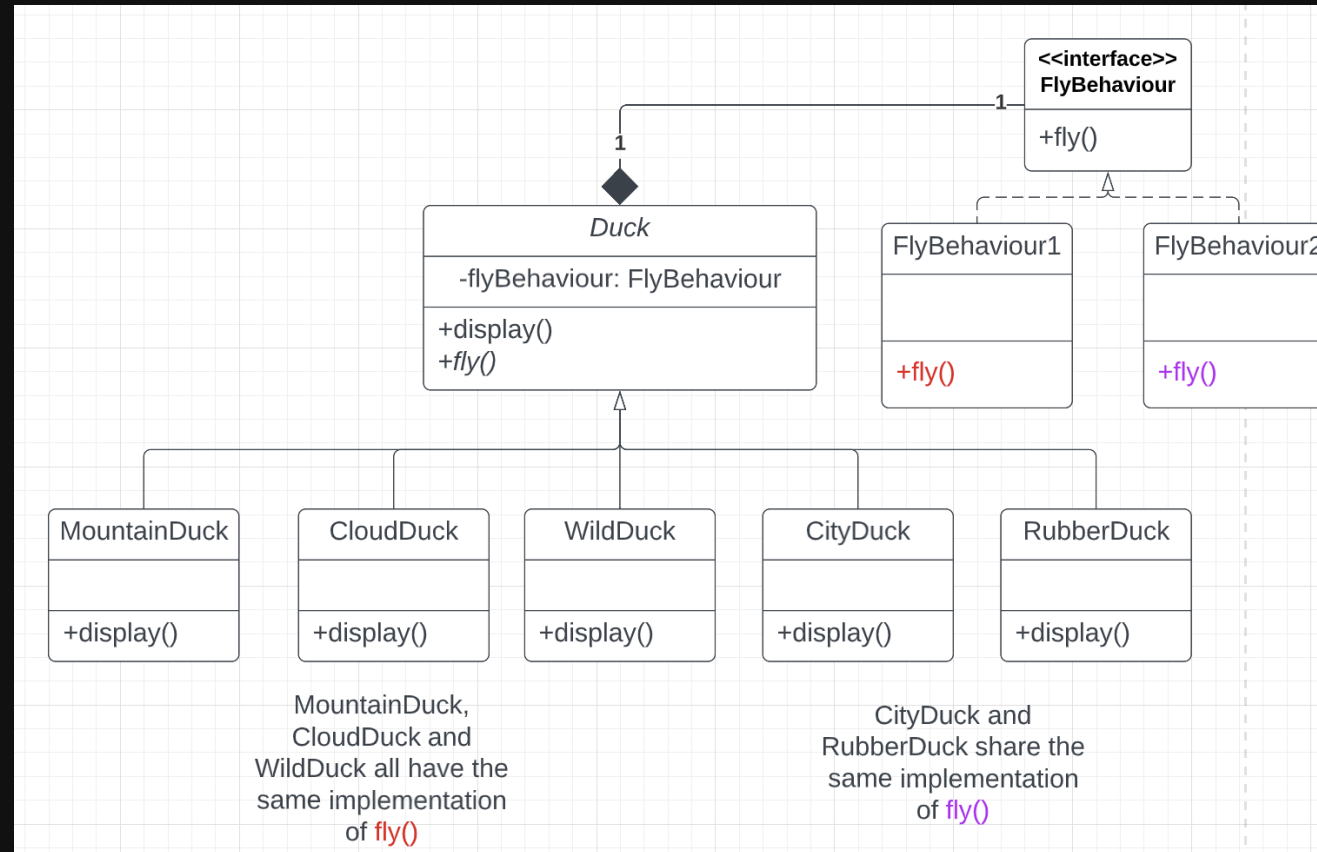 <<interface>>
FlyBehaviour
+fly()
1
1
Duck
-flyBehaviour: FlyBehaviour
+display()
+fly()
FlyBehaviour1
+fly()
FlyBehaviour2
+fly()
MountainDuck
+display()
CloudDuck
+display()
WildDuck
+display()
CityDuck
+display()
RubberDuck
+display()
MountainDuck,
CloudDuck and
WildDuck all have the
same implementation
of fly()
CityDuck and
RubberDuck share the
same implementation
of fly()